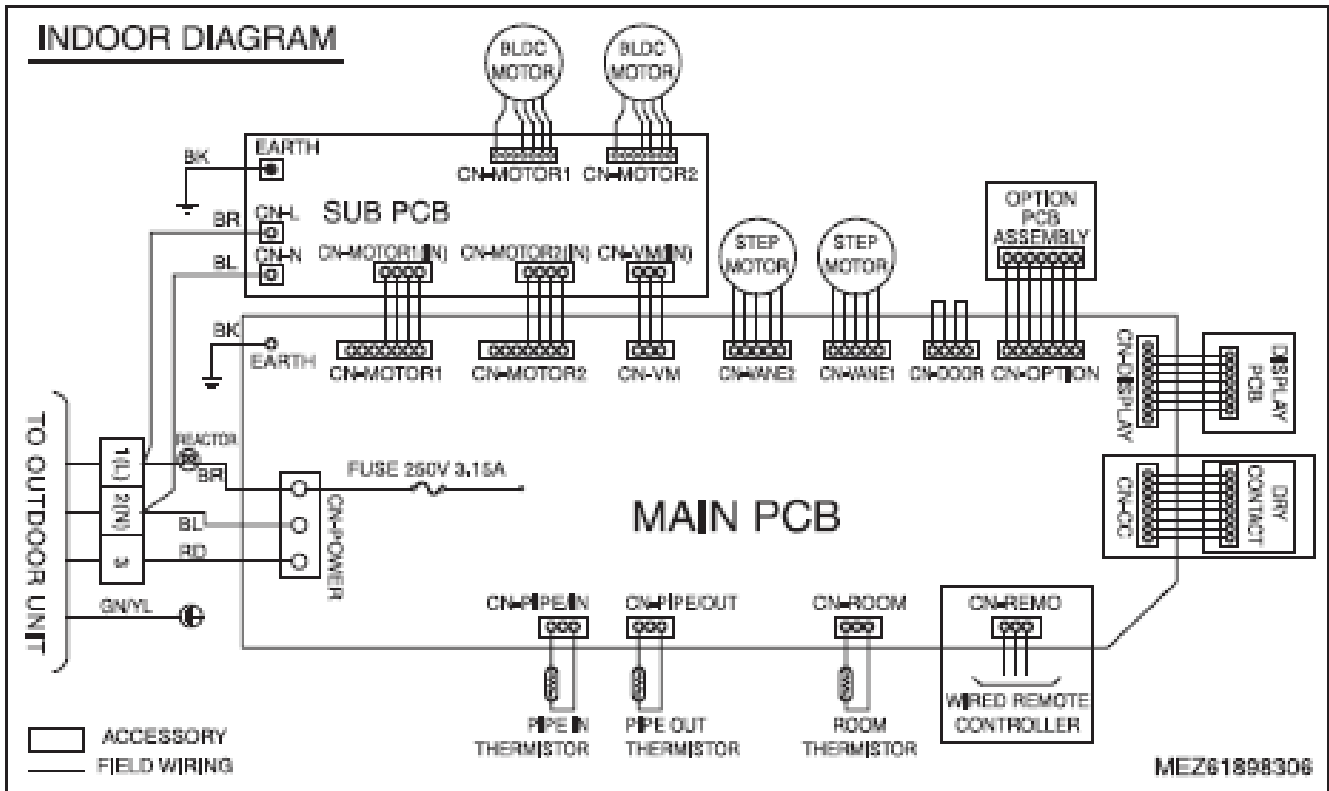 INDOOR DIAGRAM
BLDC
MOTOR
BLDC
MOTOR
EARTH
BK
CN-MOTOR1
CN-MOTOR2
CN-L
SUB PCB
BR
CN-N
CN-MOTOR1(IN)
CN-MOTOR2(IN)
CN-VM(IN)
BL
STEP
MOTOR
STEP
MOTOR
OPTION
PCB
ASSEMBLY
BK
EARTH
CN-MOTOR1
CN-MOTOR2
CN-VM
CN-VANE2
CN-VANE1
CN-DOOR
CN-OPTION
CN-DISPLAY
DISPLAY
PCB
TO OUTDOOR UNIT
1(L)
2(N)
3
REACTOR
BR
BL
RD
GN/YL
FUSE 250V 3.15A
CN-POWER
MAIN PCB
CN-CC
DRY
CONTACT
CN-PIPE/IN
CN-PIPE/OUT
CN-ROOM
CN-REMO
PIPE IN
THERMISTOR
PIPE OUT
THERMISTOR
ROOM
THERMISTOR
WIRED REMOTE
CONTROLLER
ACCESSORY
FIELD WIRING
MEZ61898306